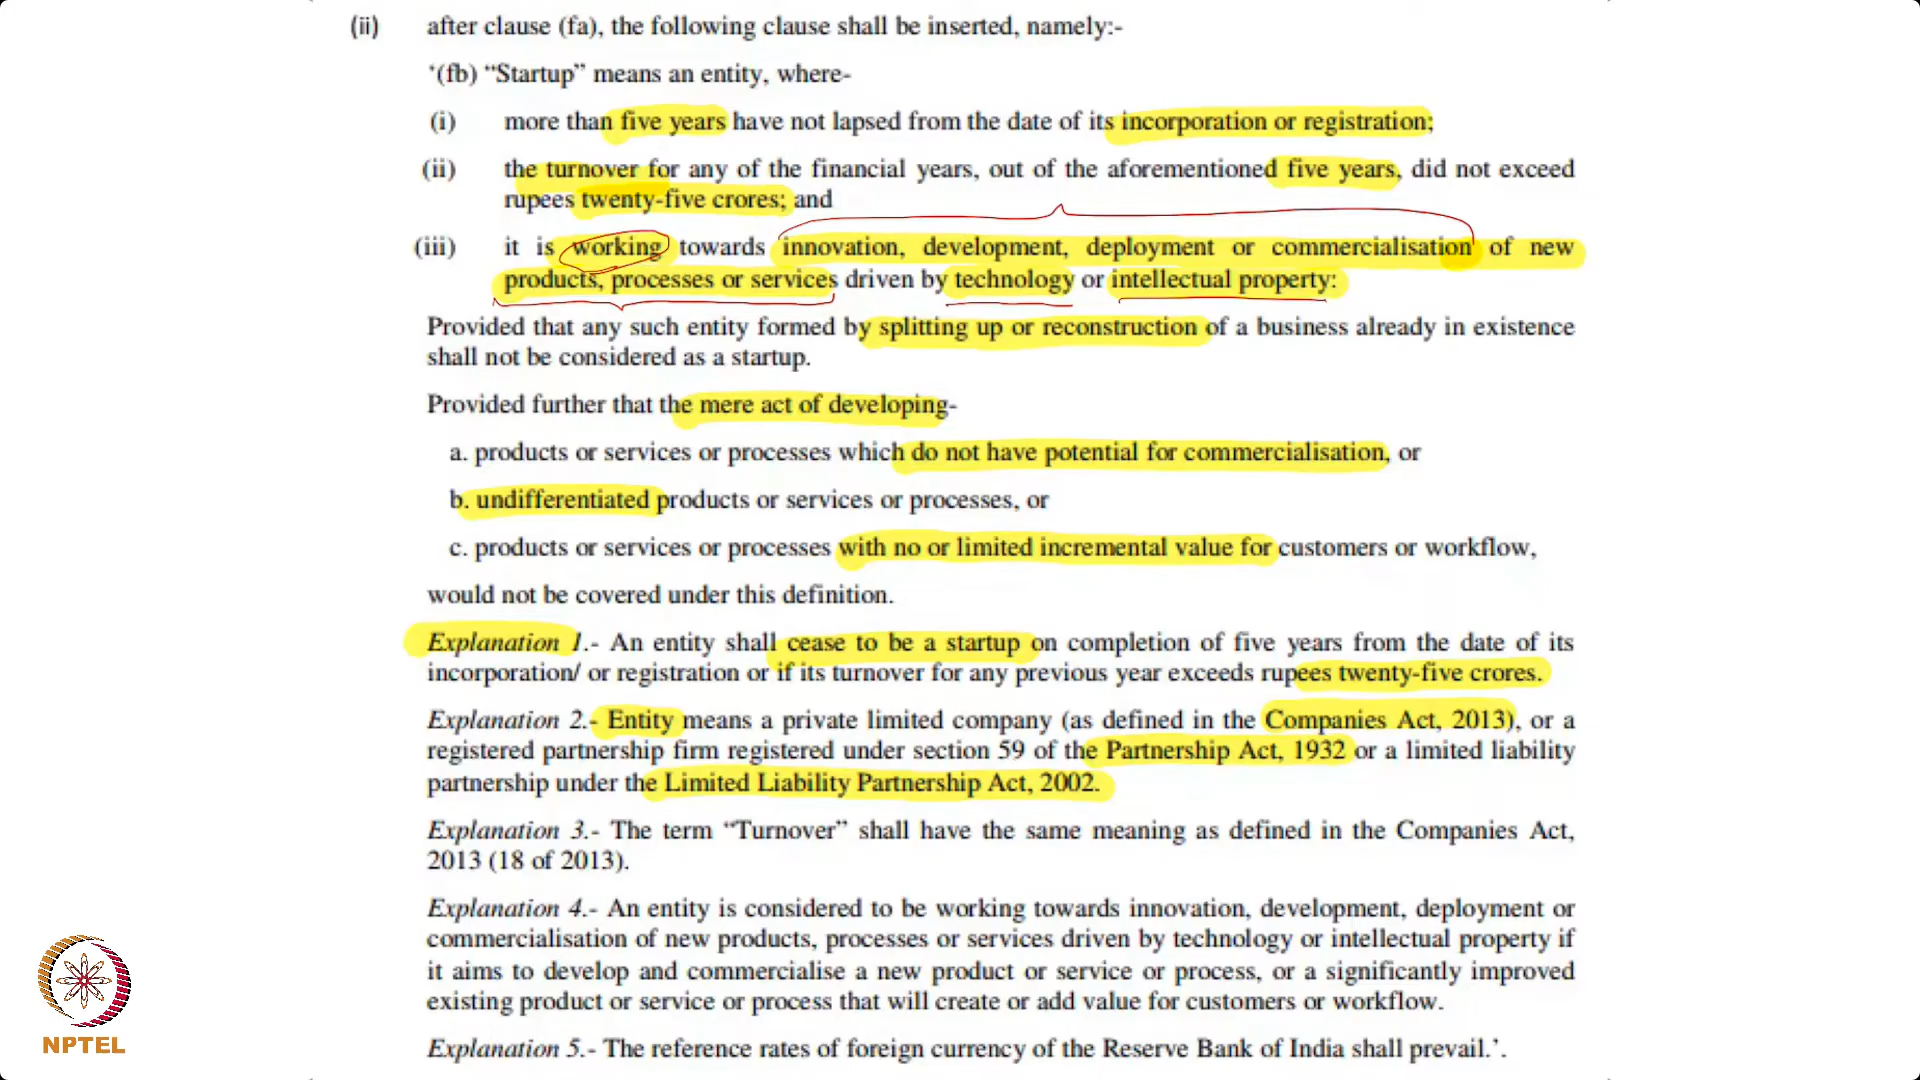 (ii) after clause (fa), the following clause shall be inserted, namely:-
‘(fb) “Startup” means an entity, where-
(i) more than five years have not lapsed from the date of its incorporation or registration;
(ii) the turnover for any of the financial years, out of the aforementioned five years, did not exceed
rupees twenty-five crores; and
(iii) it is working towards innovation, development, deployment or commercialisation of new
products, processes or services driven by technology or intellectual property:
Provided that any such entity formed by splitting up or reconstruction of a business already in existence
shall not be considered as a startup.
Provided further that the mere act of developing-
a. products or services or processes which do not have potential for commercialisation, or
b. undifferentiated products or services or processes, or
c. products or services or processes with no or limited incremental value for customers or workflow,
would not be covered under this definition.
Explanation 1.- An entity shall cease to be a startup on completion of five years from the date of its
incorporation/ or registration or if its turnover for any previous year exceeds rupees twenty-five crores.
Explanation 2.- Entity means a private limited company (as defined in the Companies Act, 2013), or a
registered partnership firm registered under section 59 of the Partnership Act, 1932 or a limited liability
partnership under the Limited Liability Partnership Act, 2002.
Explanation 3.- The term “Turnover” shall have the same meaning as defined in the Companies Act,
2013 (18 of 2013).
Explanation 4.- An entity is considered to be working towards innovation, development, deployment or
commercialisation of new products, processes or services driven by technology or intellectual property if
it aims to develop and commercialise a new product or service or process, or a significantly improved
existing product or service or process that will create or add value for customers or workflow.
Explanation 5.- The reference rates of foreign currency of the Reserve Bank of India shall prevail.’.
NPTEL